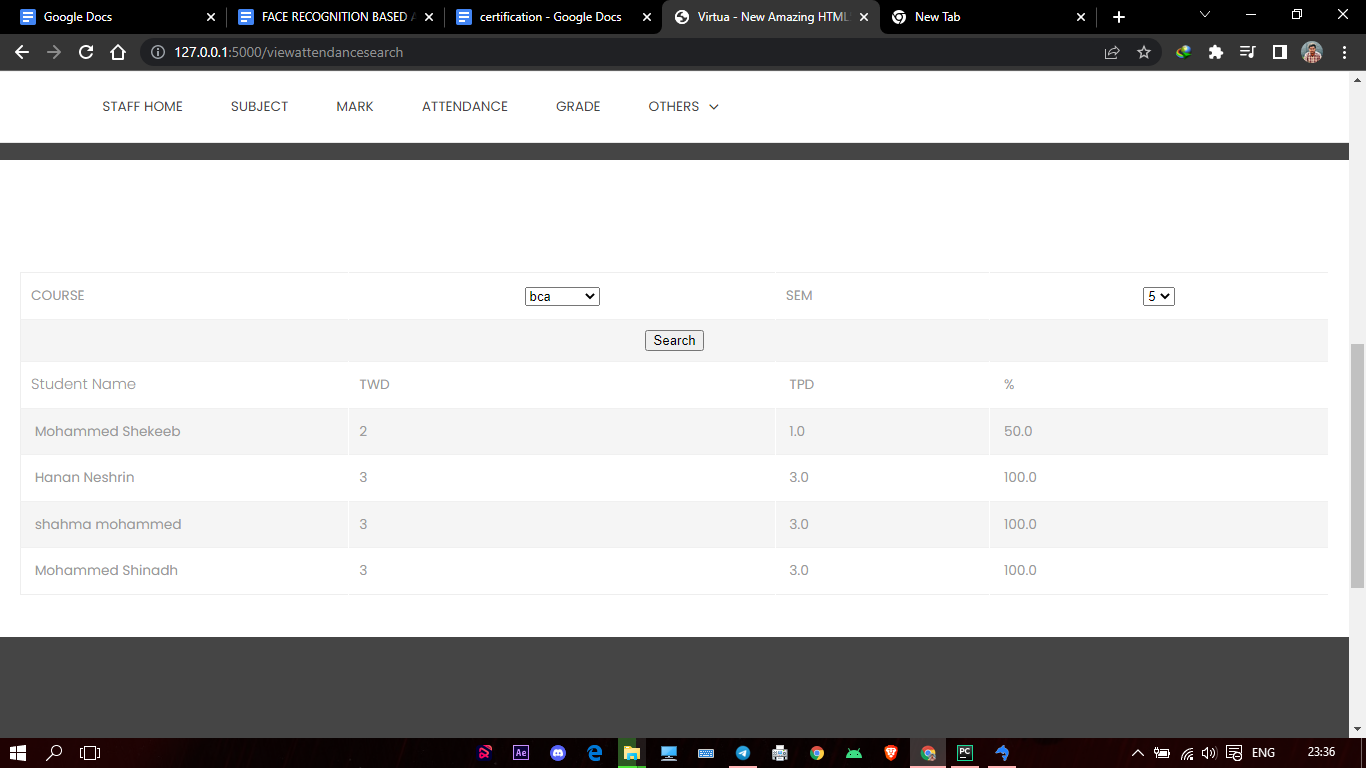 Google Docs
FACE RECOGNITION BASED
certification - Google Docs
Virtua - New Amazing HTML
New Tab
127.0.0.1:5000/viewattendancesearch
STAFF HOME SUBJECT MARK ATTENDANCE GRADE OTHERS
COURSE bca SEM 5
Search
Student Name TWD TPD %
Mohammed Shekeeb 2 1.0 50.0
Hanan Neshrin 3 3.0 100.0
shahma mohammed 3 3.0 100.0
Mohammed Shinadh 3 3.0 100.0
Ae PC ENG 23:36